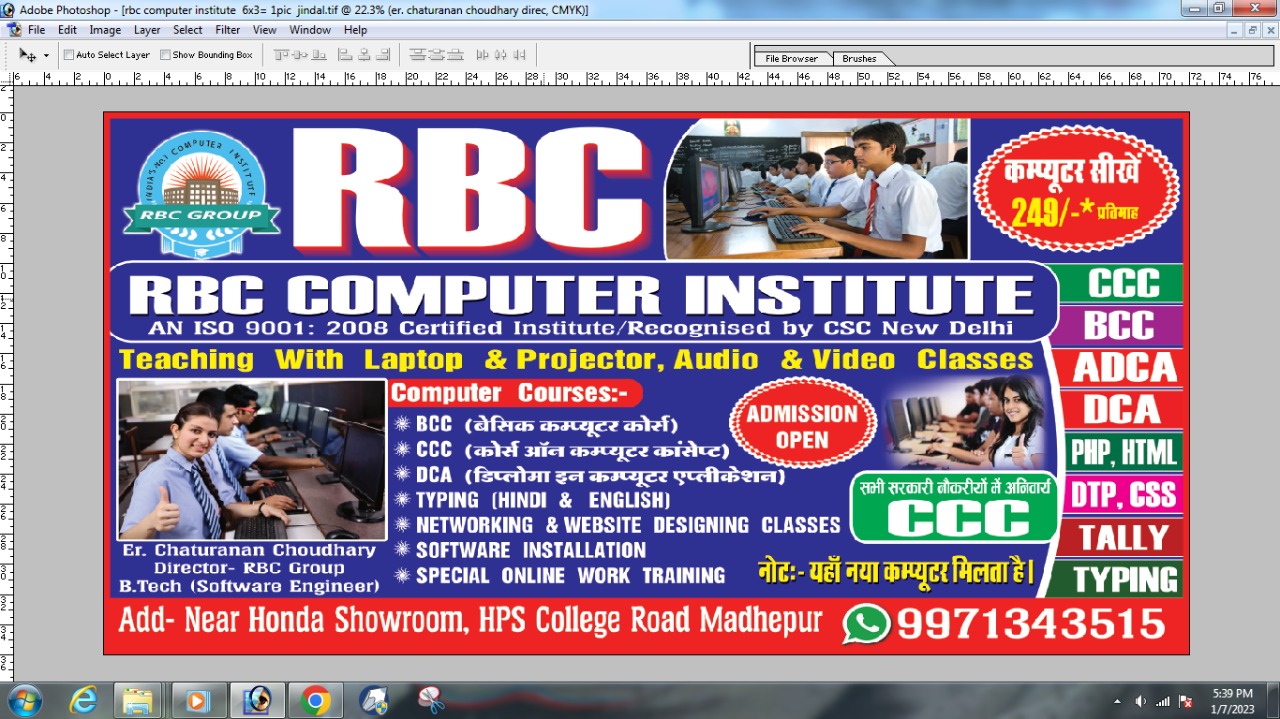 Adobe Photoshop - [rbc computer institute 6x3= 1pic jindal.tif @ 22.3% (er. chaturanan choudhary direc, CMYK)]
File Edit Image Layer Select Filter View Window Help
Auto Select Layer Show Bounding Box
File Browser Brushes
INDIA'S No.1 COMPUTER INSTITUTE
RBC GROUP
RBC
कम्प्यूटर सीखें
249/-* प्रतिमाह
RBC COMPUTER INSTITUTE
AN ISO 9001: 2008 Certified Institute/Recognised by CSC New Delhi
Teaching With Laptop & Projector, Audio & Video Classes
Computer Courses:-
BCC (बेसिक कम्प्यूटर कोर्स)
CCC (कोर्स ऑन कम्प्यूटर कांसेप्ट)
DCA (डिप्लोमा इन कम्प्यूटर एप्लीकेशन)
TYPING (HINDI & ENGLISH)
NETWORKING & WEBSITE DESIGNING CLASSES
SOFTWARE INSTALLATION
SPECIAL ONLINE WORK TRAINING
ADMISSION
OPEN
सभी सरकारी नौकरीयों में अनिवार्य
CCC
नोटः- यहाँ नया कम्प्यूटर मिलता है।
Er. Chaturanan Choudhary
Director- RBC Group
B.Tech (Software Engineer)
CCC
BCC
ADCA
DCA
PHP, HTML
DTP, CSS
TALLY
TYPING
Add- Near Honda Showroom, HPS College Road Madhepur
9971343515
5:39 PM
1/7/2023